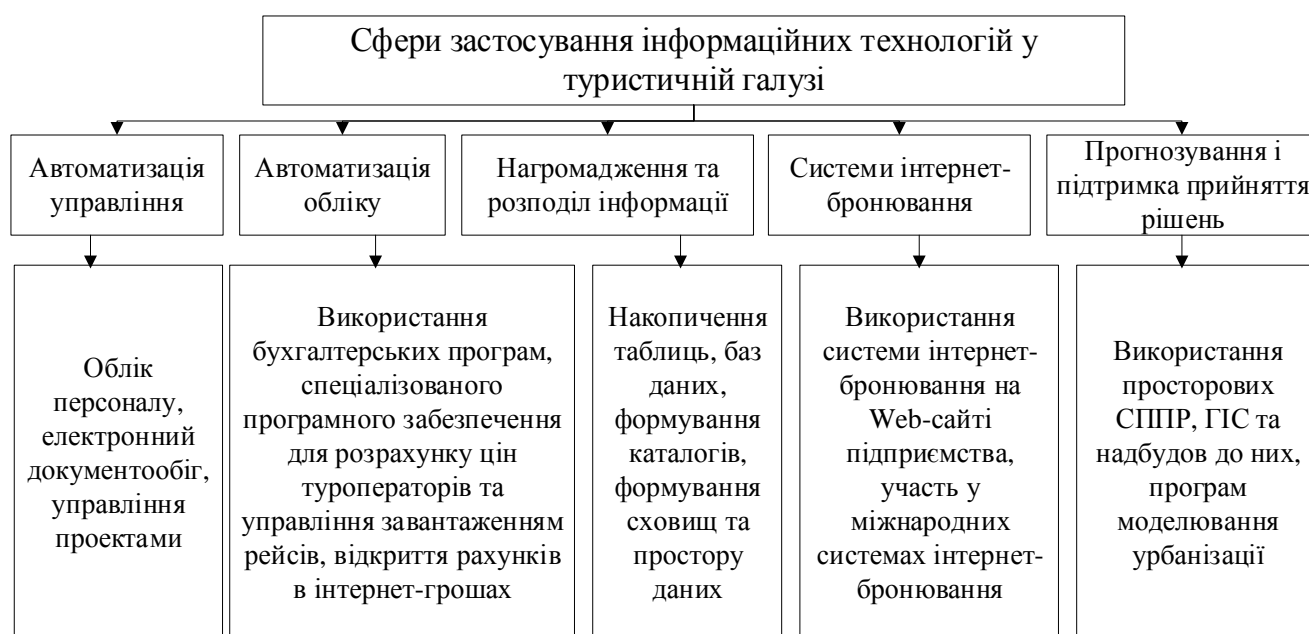 Сфери застосування інформаційних технологій у
туристичній галузі
Автоматизація
управління
Автоматизація
обліку
Нагромадження та
розподіл інформації
Системи інтернет-
бронювання
Прогнозування і
підтримка прийняття
рішень
Облік
персоналу,
електронний
документообіг,
управління
проектами
Використання
бухгалтерських програм,
спеціалізованого
програмного забезпечення
для розрахунку цін
туроператорів та
управління завантаженням
рейсів, відкриття рахунків
в інтернет-грошах
Накопичення
таблиць, баз
даних,
формування
каталогів,
формування
сховищ та
простору
даних
Використання
системи інтернет-
бронювання на
Web-сайті
підприємства,
участь у
міжнародних
системах інтернет-
бронювання
Використання
просторових
СППР, ГІС та
надбудов до них,
програм
моделювання
урбанізації